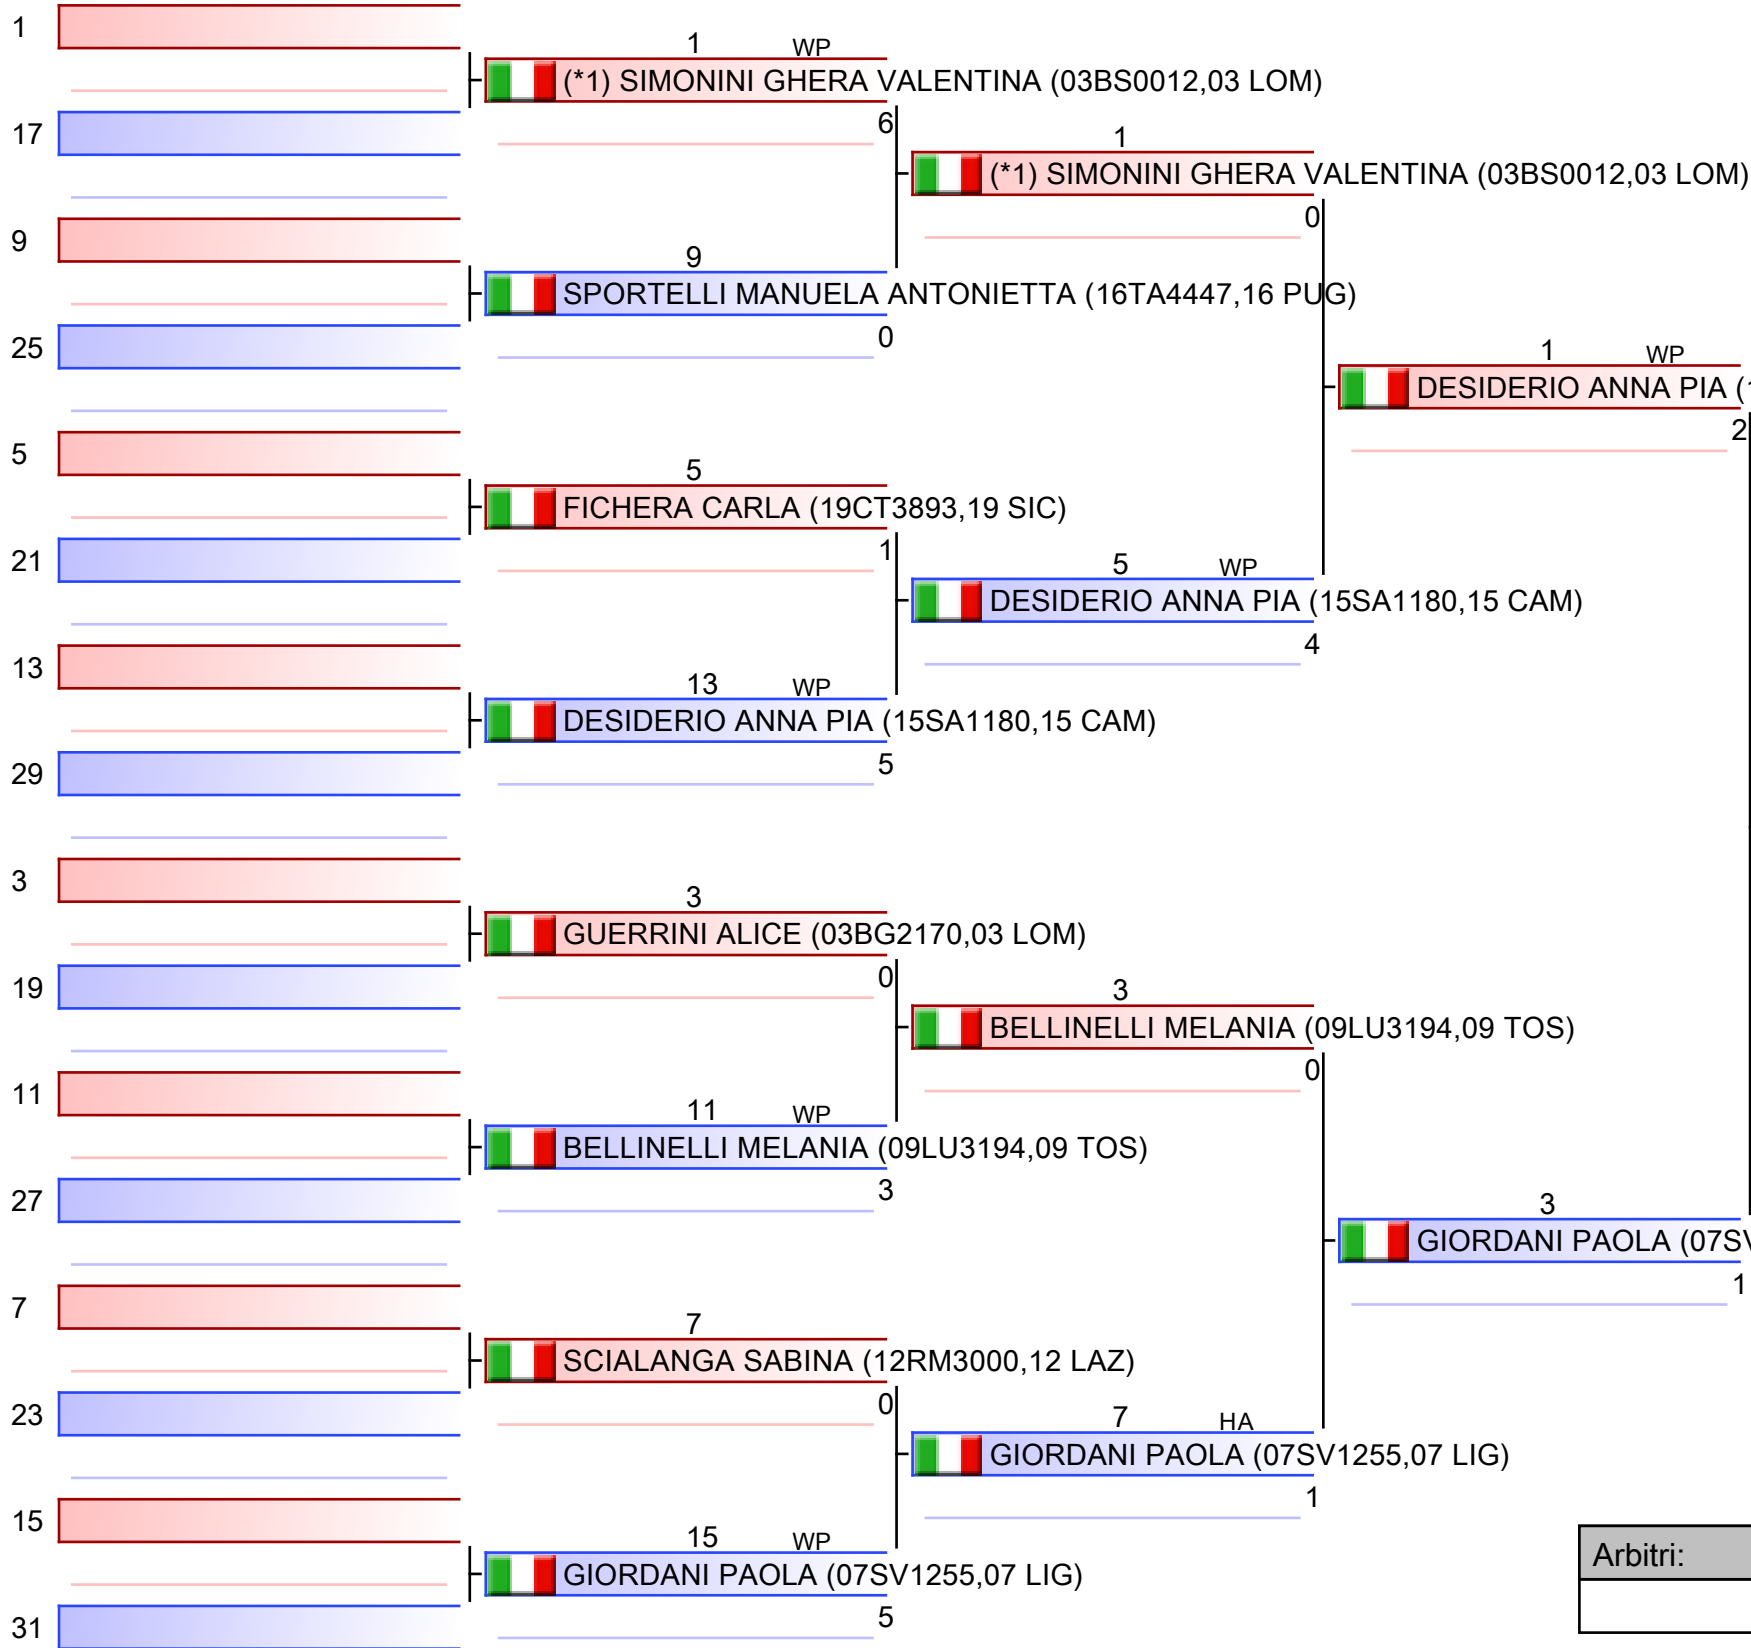 1
1 WP
(*1) SIMONINI GHERA VALENTINA (03BS0012,03 LOM)
6
17
1
(*1) SIMONINI GHERA VALENTINA (03BS0012,03 LOM)
0
9
9
SPORTELLI MANUELA ANTONIETTA (16TA4447,16 PUG)
0
25
1 WP
DESIDERIO ANNA PIA (1
2
5
5
FICHERA CARLA (19CT3893,19 SIC)
1
21
5 WP
DESIDERIO ANNA PIA (15SA1180,15 CAM)
4
13
13 WP
DESIDERIO ANNA PIA (15SA1180,15 CAM)
5
29
3
3
GUERRINI ALICE (03BG2170,03 LOM)
0
19
3
BELLINELLI MELANIA (09LU3194,09 TOS)
0
11
11 WP
BELLINELLI MELANIA (09LU3194,09 TOS)
3
27
3
GIORDANI PAOLA (07SV
1
7
7
SCIALANGA SABINA (12RM3000,12 LAZ)
0
23
7 HA
GIORDANI PAOLA (07SV1255,07 LIG)
1
15
15 WP
GIORDANI PAOLA (07SV1255,07 LIG)
5
31
Arbitri: